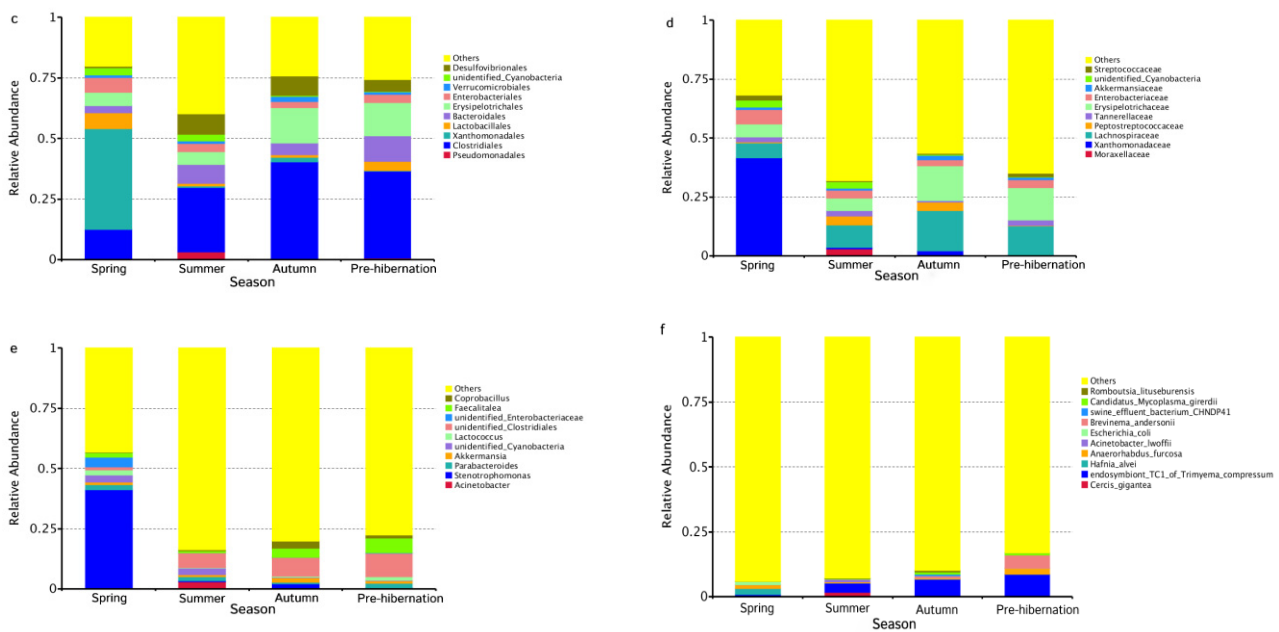 c
Relative Abundance
1
0.75
0.5
0.25
0
Spring
Summer
Autumn
Pre-hibernation
Season
Others
Desulfovibrionales
unidentified_Cyanobacteria
Verrucomicrobiales
Enterobacteriales
Erysipelotrichales
Bacteroidales
Lactobacillales
Xanthomonadales
Clostridiales
Pseudomonadales
d
Relative Abundance
1
0.75
0.5
0.25
0
Spring
Summer
Autumn
Pre-hibernation
Season
Others
Streptococcaceae
unidentified_Cyanobacteria
Akkermansiaceae
Enterobacteriaceae
Erysipelotrichaceae
Tannerellaceae
Peptostreptococcaceae
Lachnospiraceae
Xanthomonadaceae
Moraxellaceae
e
Relative Abundance
1
0.75
0.5
0.25
0
Spring
Summer
Autumn
Pre-hibernation
Season
Others
Coprobacillus
Faecalitalea
unidentified_Enterobacteriaceae
unidentified_Clostridiales
Lactococcus
unidentified_Cyanobacteria
Akkermansia
Parabacteroides
Stenotrophomonas
Acinetobacter
f
Relative Abundance
1
0.75
0.5
0.25
0
Spring
Summer
Autumn
Pre-hibernation
Season
Others
Romboutsia_lituseburensis
Candidatus_Mycoplasma_girerdii
swine_effluent_bacterium_CHNDP41
Brevinema_andersonii
Escherichia_coli
Acinetobacter_lwoffii
Anaerorhabdus_furcosa
Hafnia_alvei
endosymbiont_TC1_of_Trimyema_compressum
Cercis_gigantea